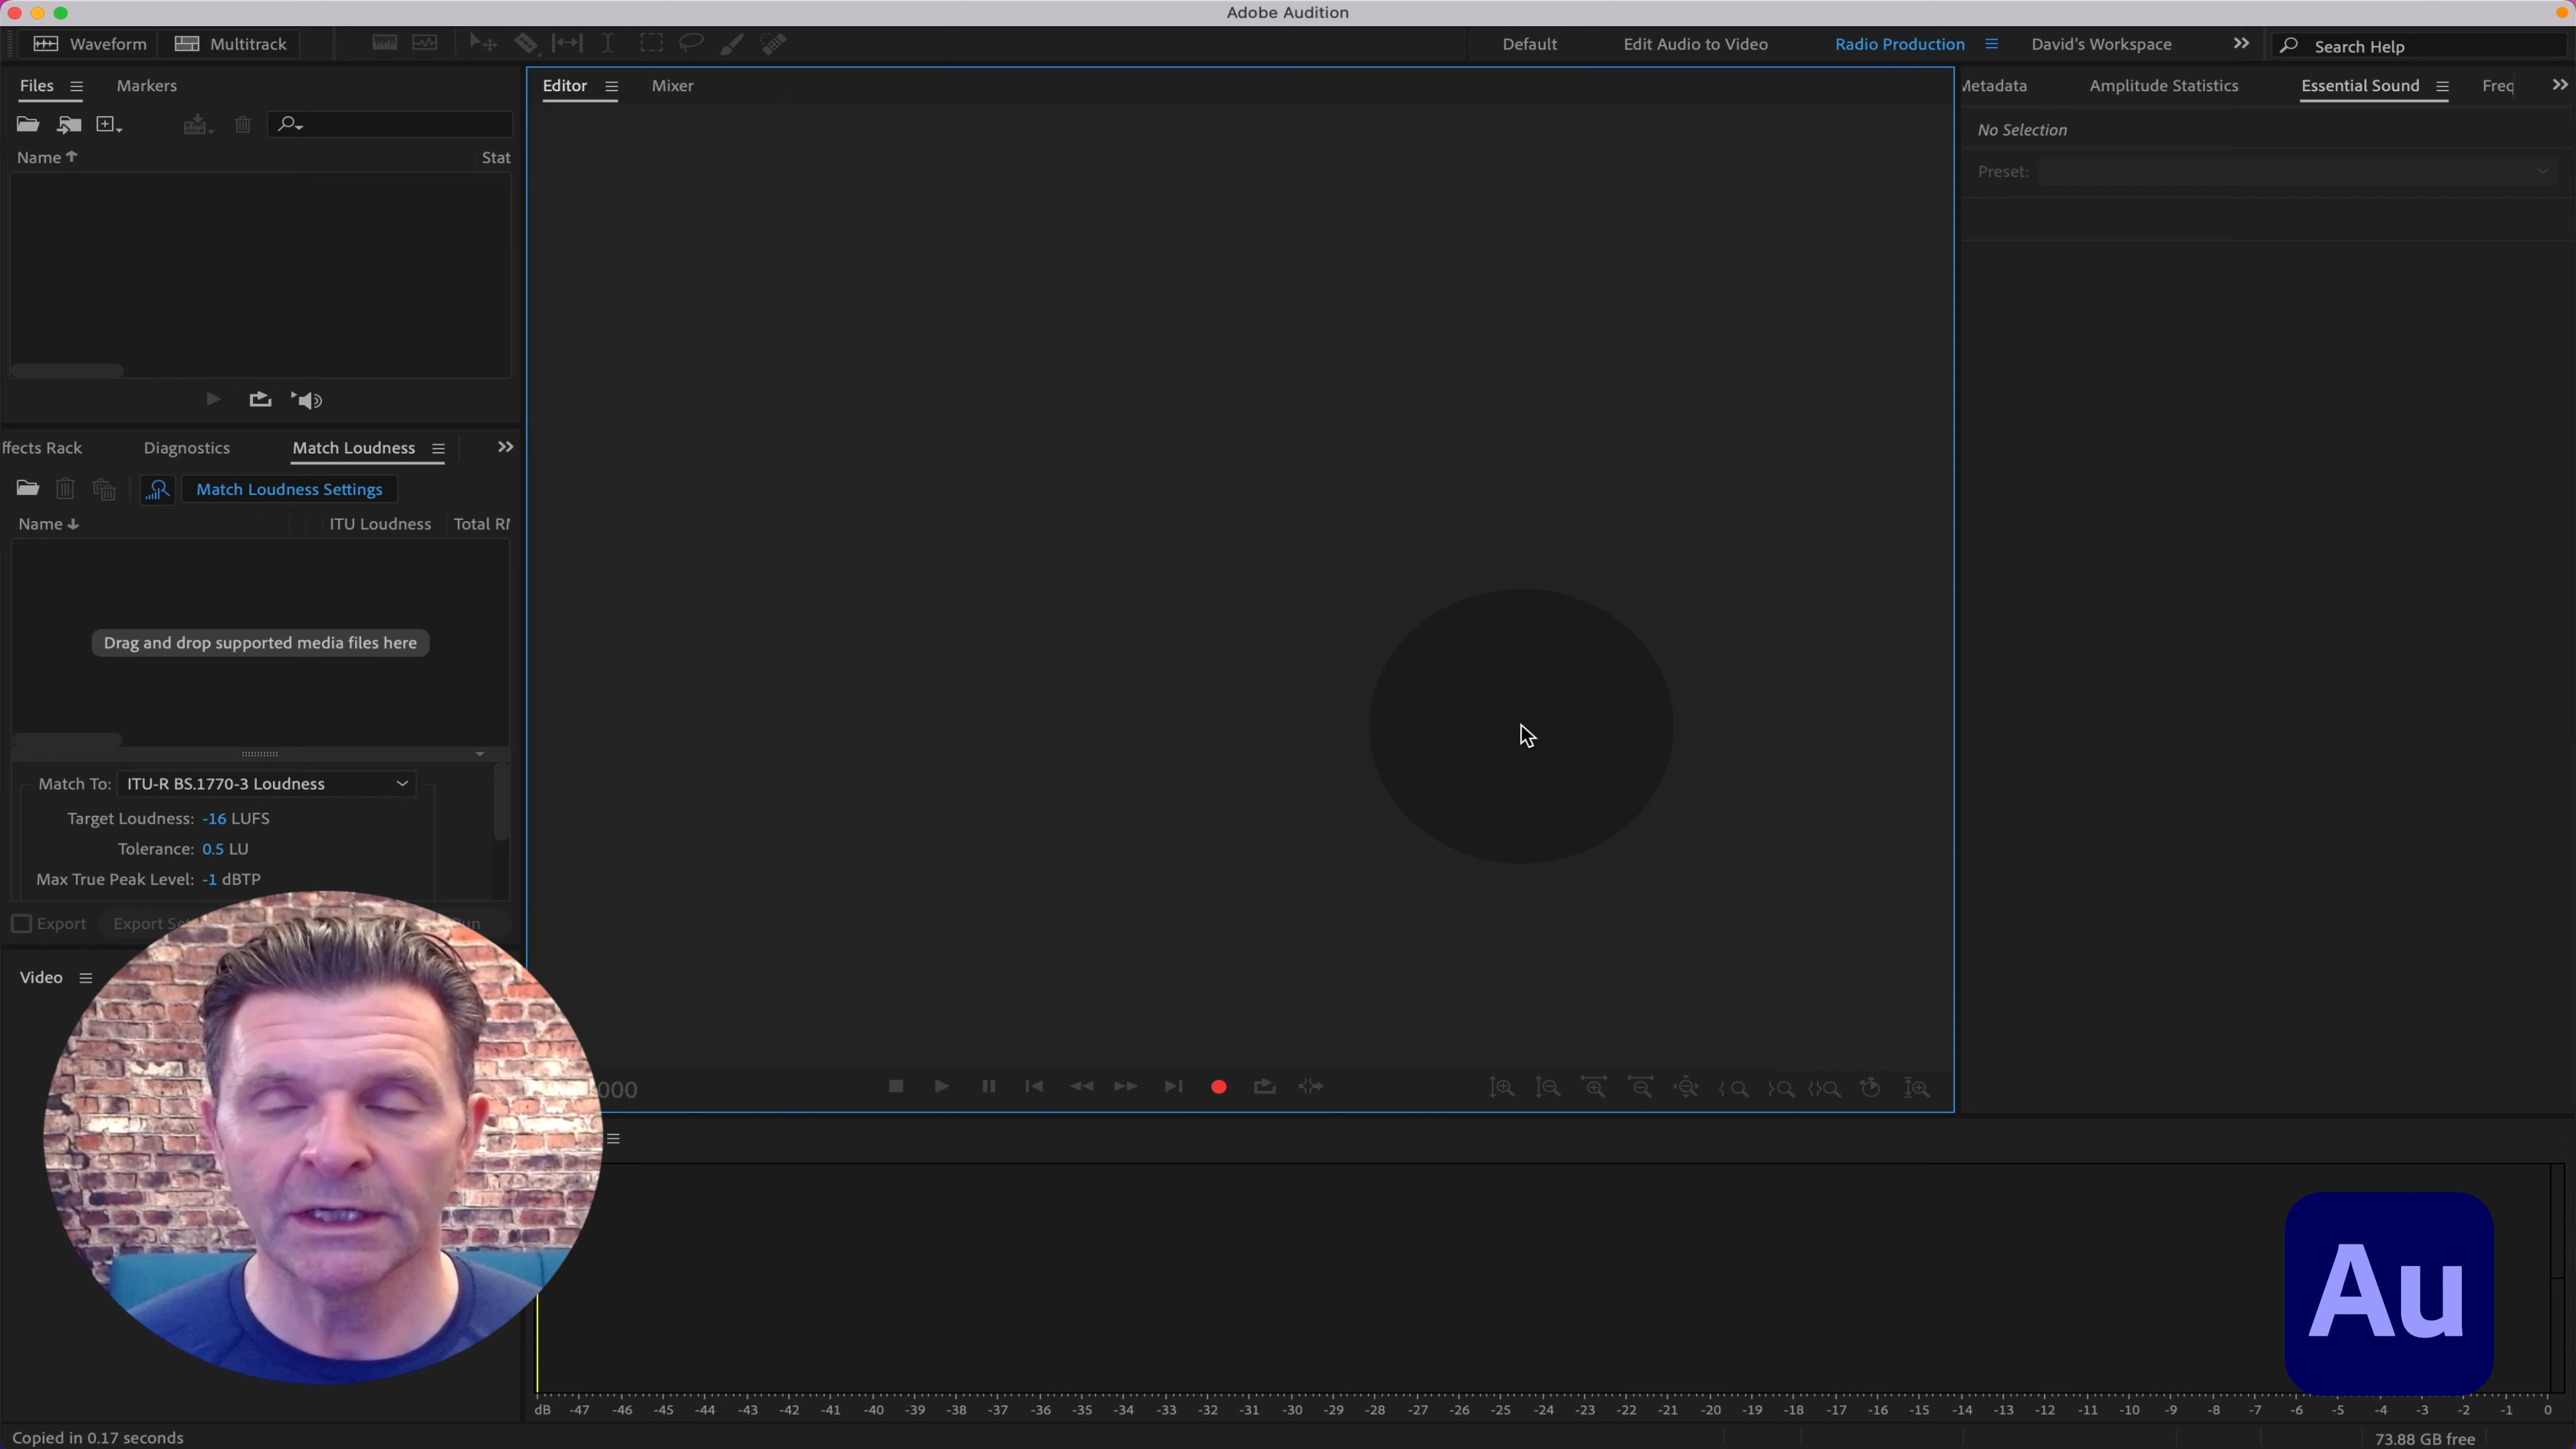 Adobe Audition
Waveform
Multitrack
Default
Edit Audio to Video
Radio Production
David's Workspace
Search Help
Files
Markers
Name
Stat
Editor
Mixer
Metadata
Amplitude Statistics
Essential Sound
Freq
No Selection
Preset:
ffects Rack
Diagnostics
Match Loudness
Match Loudness Settings
Name
ITU Loudness
Total RM
Drag and drop supported media files here
Match To: ITU-R BS.1770-3 Loudness
Target Loudness: -16 LUFS
Tolerance: 0.5 LU
Max True Peak Level: -1 dBTP
Export
Export Se
un
Video
000
Au
dB -47 -46 -45 -44 -43 -42 -41 -40 -39 -38 -37 -36 -35 -34 -33 -32 -31 -30 -29 -28 -27 -26 -25 -24 -23 -22 -21 -20 -19 -18 -17 -16 -15 -14 -13 -12 -11 -10 -9 -8 -7 -6 -5 -4 -3 -2 -1 0
Copied in 0.17 seconds
73.88 GB free